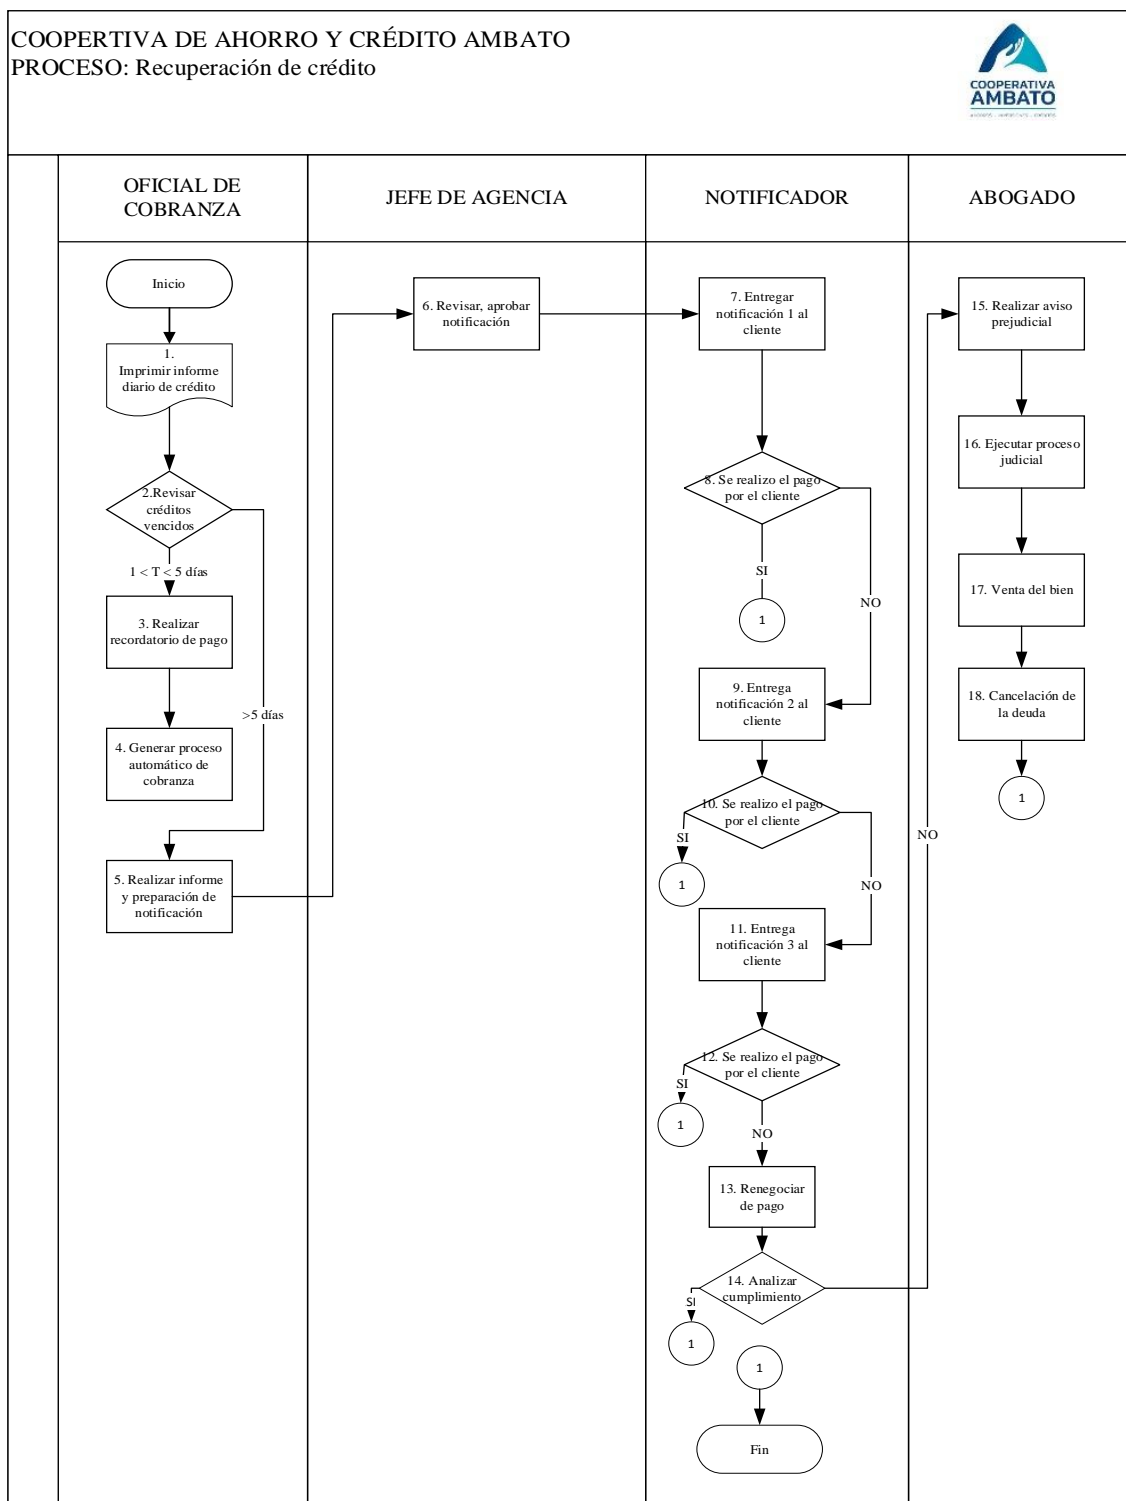 COOPERTIVA DE AHORRO Y CRÉDITO AMBATO
PROCESO: Recuperación de crédito
COOPERATIVA
AMBATO
OFICIAL DE
COBRANZA
JEFE DE AGENCIA
NOTIFICADOR
ABOGADO
Inicio
1.
Imprimir informe
diario de crédito
2.Revisar
créditos
vencidos
1 < T < 5 días
3. Realizar
recordatorio de pago
>5 días
4. Generar proceso
automático de
cobranza
5. Realizar informe
y preparación de
notificación
6. Revisar, aprobar
notificación
7. Entregar
notificación 1 al
cliente
8. Se realizo el pago
por el cliente
SI
NO
1
9. Entrega
notificación 2 al
cliente
10. Se realizo el pago
por el cliente
SI
NO
1
11. Entrega
notificación 3 al
cliente
12. Se realizo el pago
por el cliente
SI
1
NO
13. Renegociar
de pago
14. Analizar
cumplimiento
SI
1
NO
1
Fin
15. Realizar aviso
prejudicial
16. Ejecutar proceso
judicial
17. Venta del bien
18. Cancelación de
la deuda
1